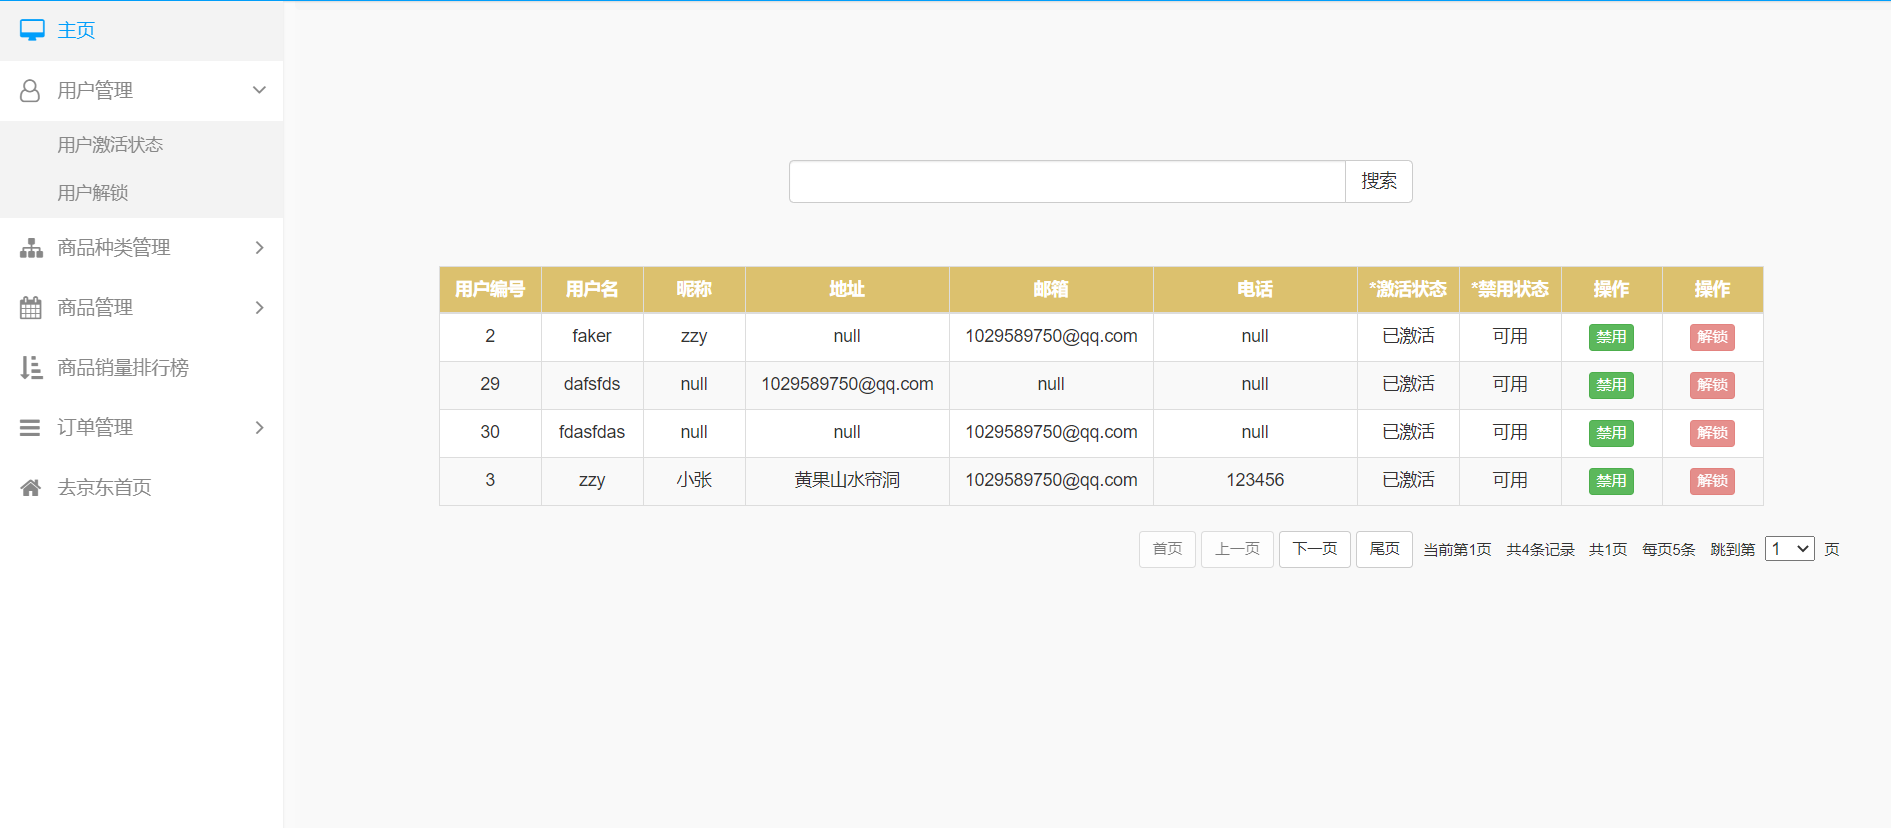 主页
用户管理
用户激活状态
用户解锁
商品种类管理
商品管理
商品销量排行榜
订单管理
去京东首页
搜索
用户编号 用户名 昵称 地址 邮箱 电话 *激活状态 *禁用状态 操作 操作
2 faker zzy null 1029589750@qq.com null 已激活 可用 禁用 解锁
29 dafsfds null 1029589750@qq.com null null 已激活 可用 禁用 解锁
30 fdasfdas null null 1029589750@qq.com null 已激活 可用 禁用 解锁
3 zzy 小张 黄果山水帘洞 1029589750@qq.com 123456 已激活 可用 禁用 解锁
首页 上一页 下一页 尾页 当前第1页 共4条记录 共1页 每页5条 跳到第 1 页